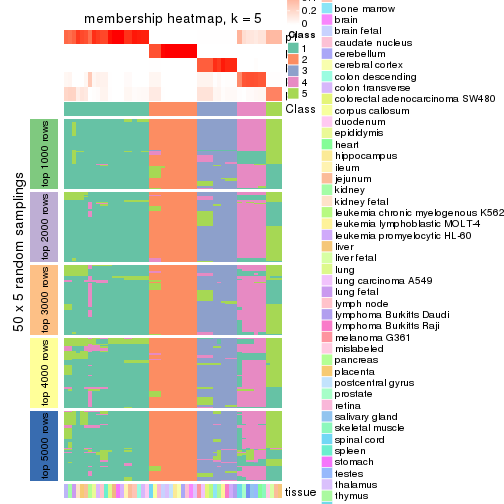 membership heatmap, k = 5
0.2
0
Class
1
2
3
4
5
Class
50 x 5 random samplings
top 1000 rows
top 2000 rows
top 3000 rows
top 4000 rows
top 5000 rows
tissue
bone marrow
brain
brain fetal
caudate nucleus
cerebellum
cerebral cortex
colon descending
colon transverse
colorectal adenocarcinoma SW480
corpus callosum
duodenum
epididymis
heart
hippocampus
ileum
jejunum
kidney
kidney fetal
leukemia chronic myelogenous K562
leukemia lymphoblastic MOLT-4
leukemia promyelocytic HL-60
liver
liver fetal
lung
lung carcinoma A549
lung fetal
lymph node
lymphoma Burkitts Daudi
lymphoma Burkitts Raji
melanoma G361
mislabeled
pancreas
placenta
postcentral gyrus
prostate
retina
salivary gland
skeletal muscle
spinal cord
spleen
stomach
testes
thalamus
thymus